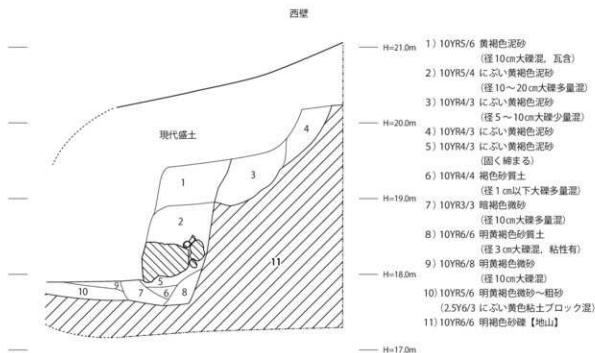 西壁
H=21.0m
H=20.0m
H=19.0m
H=18.0m
H=17.0m
現代盛土
1
2
3
4
5
6
7
8
9
10
11
1）10YR5/6 黄褐色泥砂
（径10㎝大礫混，瓦含）
2）10YR5/4 にぶい黄褐色泥砂
（径10～20㎝大礫多量混）
3）10YR4/3 にぶい黄褐色泥砂
（径5～10㎝大礫少量混）
4）10YR4/3 にぶい黄褐色泥砂
5）10YR4/3 にぶい黄褐色泥砂
（固く締まる）
6）10YR4/4 褐色砂質土
（径1㎝以下大礫多量混）
7）10YR3/3 暗褐色微砂
（径10㎝大礫多量混）
8）10YR6/6 明黄褐色砂質土
（径3㎝大礫混，粘性有）
9）10YR6/8 明黄褐色微砂
（径10㎝大礫混）
10）10YR5/6 明黄褐色微砂～粗砂
（2.5Y6/3 にぶい黄色粘土ブロック混）
11）10YR6/6 明褐色砂礫【地山】